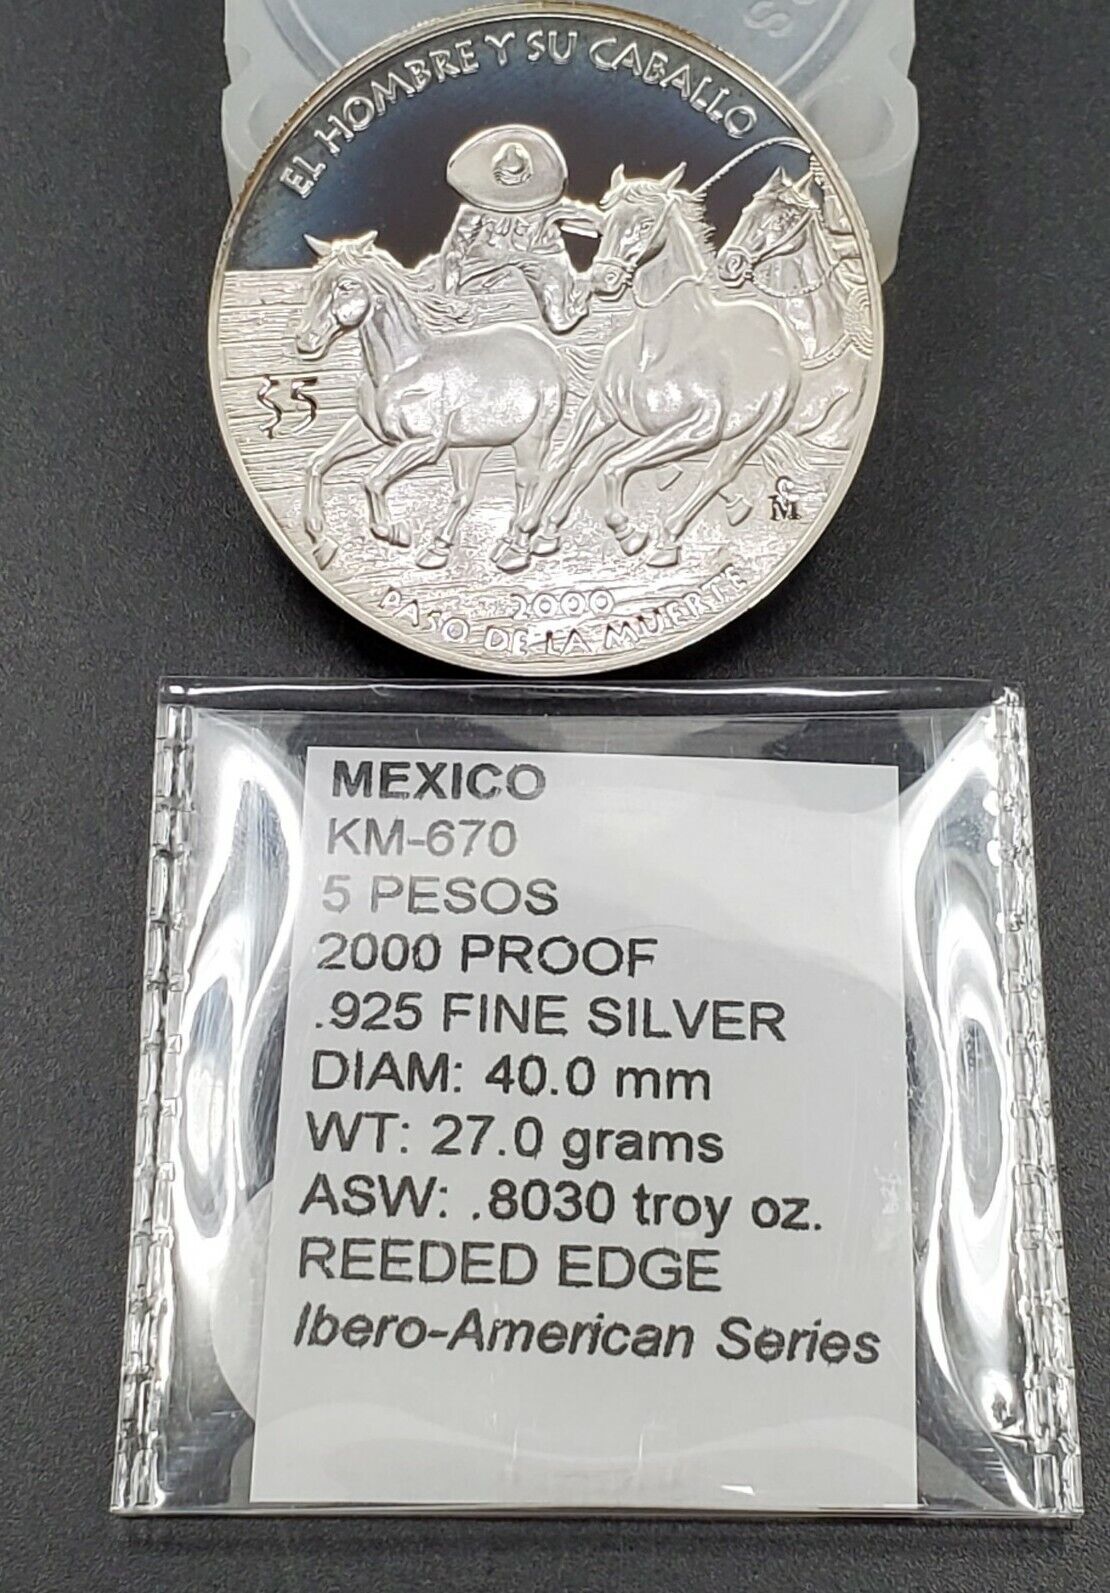 EL HOMBRE Y SU CABALLO
$5
M
2000
PASO DE LA MUERTE
MEXICO
KM-670
5 PESOS
2000 PROOF
.925 FINE SILVER
DIAM: 40.0 mm
WT: 27.0 grams
ASW: .8030 troy oz.
REEDED EDGE
Ibero-American Series